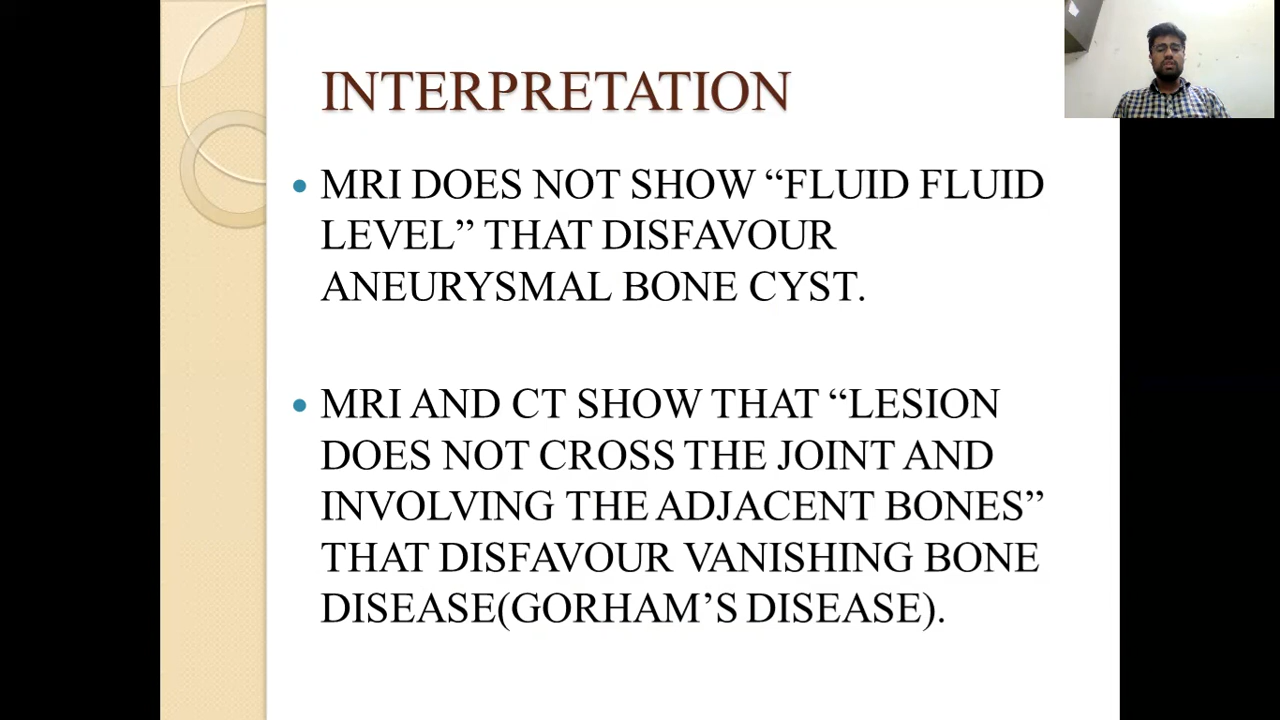 INTERPRETATION
• MRI DOES NOT SHOW “FLUID FLUID
LEVEL” THAT DISFAVOUR
ANEURYSMAL BONE CYST.
• MRI AND CT SHOW THAT “LESION
DOES NOT CROSS THE JOINT AND
INVOLVING THE ADJACENT BONES”
THAT DISFAVOUR VANISHING BONE
DISEASE(GORHAM’S DISEASE).